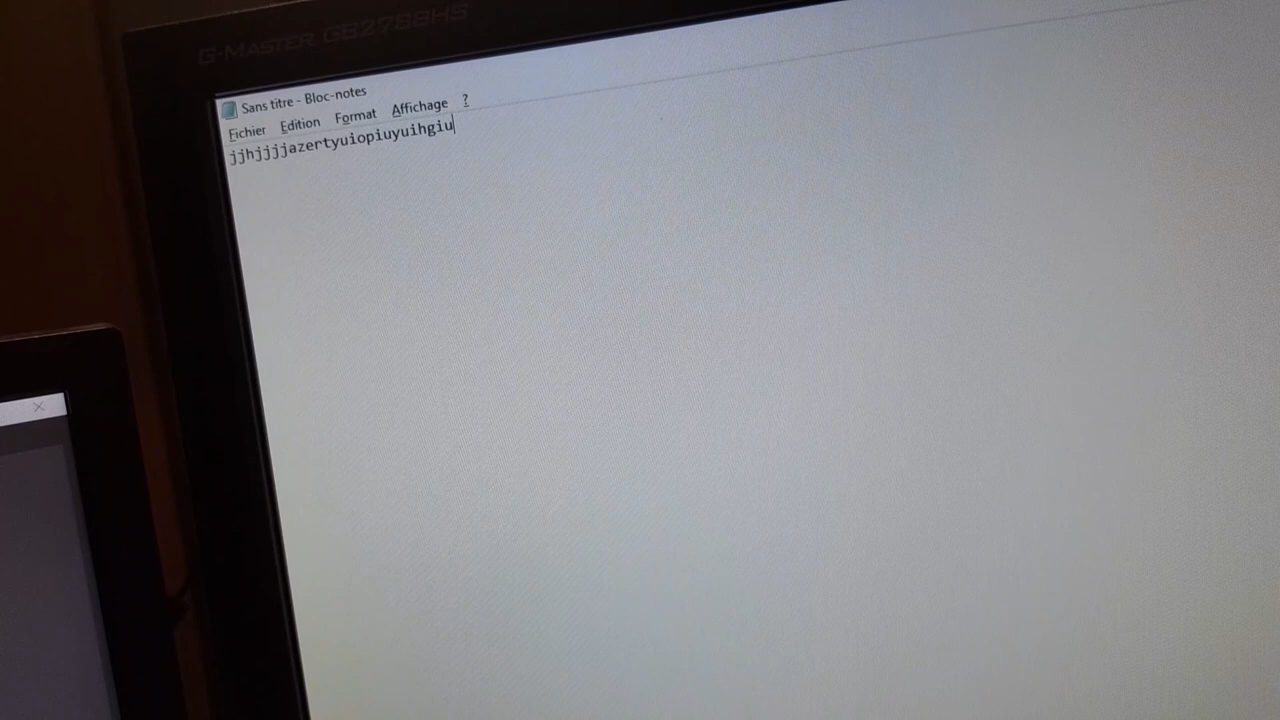 G-MASTER GB2788HS
Sans titre - Bloc-notes
Fichier Edition Format Affichage ?
jjhjjjjazertyuiopiuyuihgiu